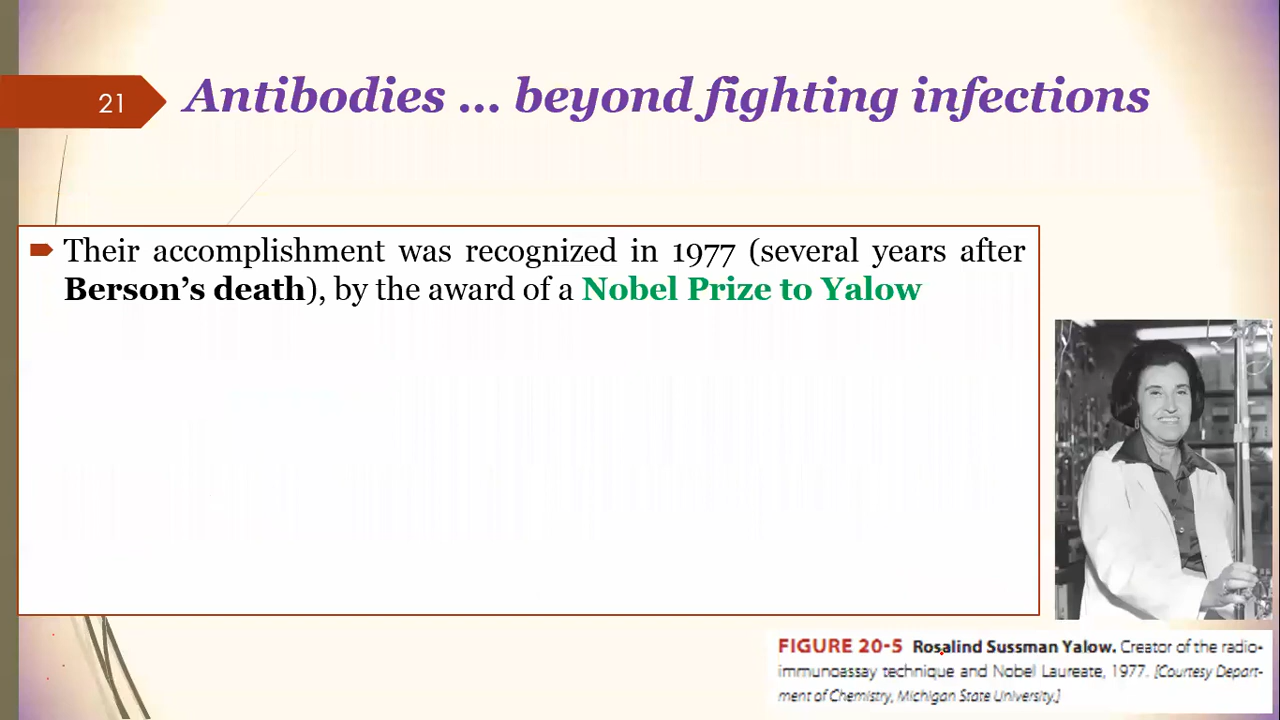 21
Antibodies ... beyond fighting infections
Their accomplishment was recognized in 1977 (several years after
Berson's death), by the award of a Nobel Prize to Yalow
FIGURE 20-5 Rosalind Sussman Yalow. Creator of the radio-
immunoassay technique and Nobel Laureate, 1977. [Courtesy Depart-
ment of Chemistry, Michigan State University.]